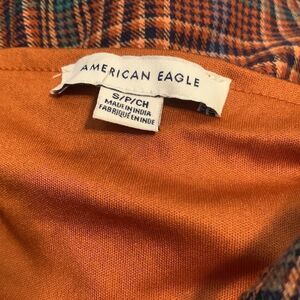 AMERICAN EAGLE
S/P/CH
MADE IN INDIA
FABRIQUÉ EN INDE